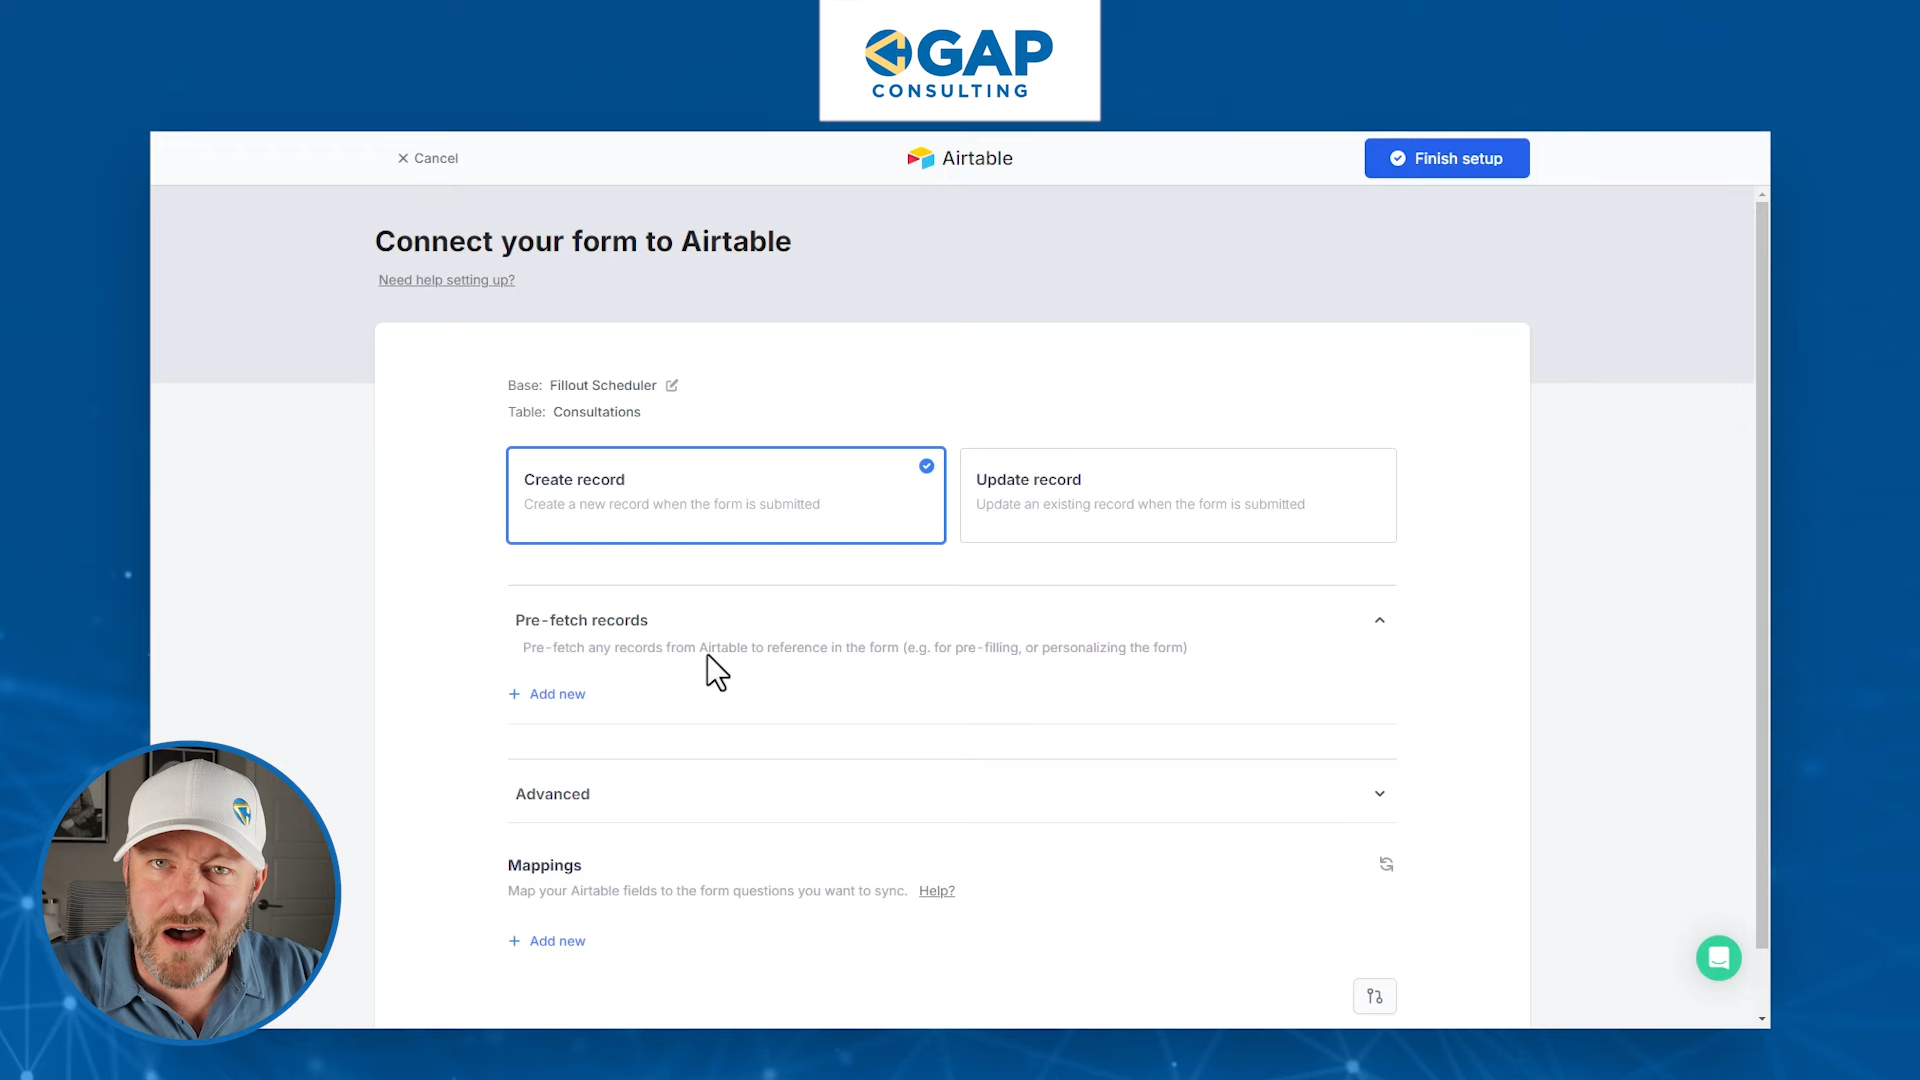 GAP
CONSULTING
Cancel
Airtable
Finish setup
Connect your form to Airtable
Need help setting up?
Base: Fillout Scheduler
Table: Consultations
Create record
Create a new record when the form is submitted
Update record
Update an existing record when the form is submitted
Pre-fetch records
Pre-fetch any records from Airtable to reference in the form (e.g. for pre-filling, or personalizing the form)
+ Add new
Advanced
Mappings
Map your Airtable fields to the form questions you want to sync. Help?
+ Add new